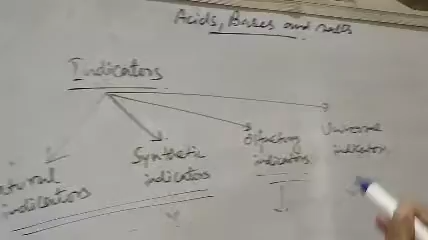 Acids, Bases and salts
Indicators
Natural indicators
Synthetic indicators
Olfactory indicators
Universal indicator